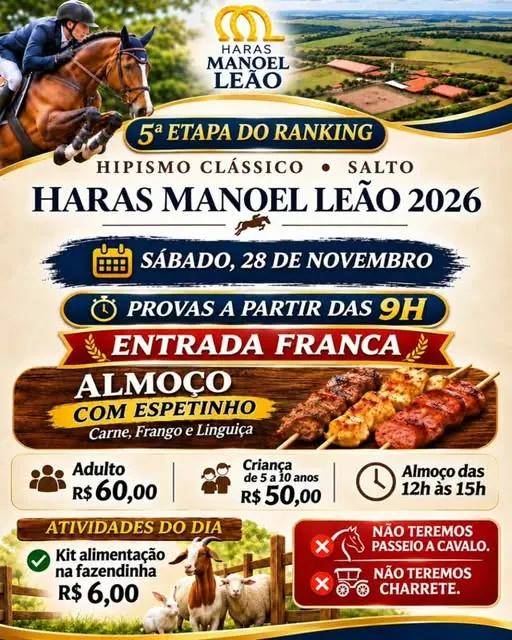 HARAS
MANOEL
LEÃO
5ª ETAPA DO RANKING
HIPISMO CLÁSSICO • SALTO
HARAS MANOEL LEÃO 2026
SÁBADO, 28 DE NOVEMBRO
PROVAS A PARTIR DAS 9H
ENTRADA FRANCA
ALMOÇO
COM ESPETINHO
Carne, Frango e Linguiça
Adulto
R$ 60,00
Criança
de 5 a 10 anos
R$ 50,00
Almoço das
12h às 15h
ATIVIDADES DO DIA
Kit alimentação
na fazendinha
R$ 6,00
NÃO TEREMOS
PASSEIO A CAVALO.
NÃO TEREMOS
CHARRETE.